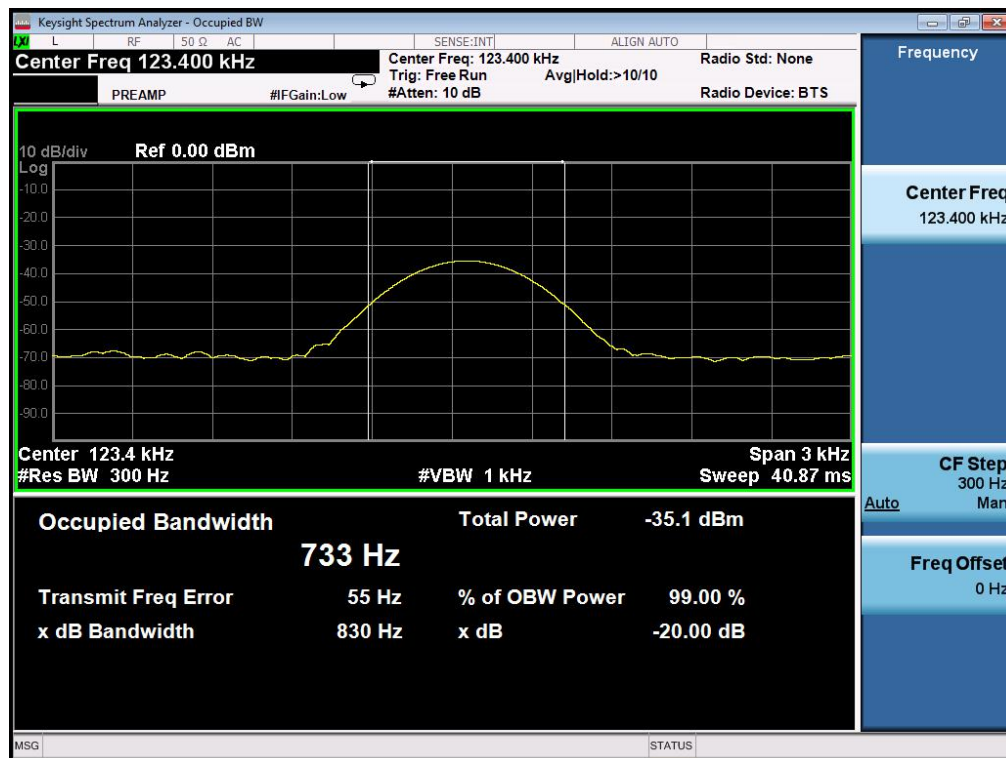 Keysight Spectrum Analyzer - Occupied BW
LXI L RF 50 Ω AC SENSE:INT ALIGN AUTO
Center Freq 123.400 kHz
Center Freq: 123.400 kHz Radio Std: None
Trig: Free Run Avg|Hold:>10/10
PREAMP #IFGain:Low #Atten: 10 dB Radio Device: BTS
10 dB/div Ref 0.00 dBm
Log
-10.0
-20.0
-30.0
-40.0
-50.0
-60.0
-70.0
-80.0
-90.0
Center 123.4 kHz Span 3 kHz
#Res BW 300 Hz #VBW 1 kHz Sweep 40.87 ms
Occupied Bandwidth Total Power -35.1 dBm
733 Hz
Transmit Freq Error 55 Hz % of OBW Power 99.00 %
x dB Bandwidth 830 Hz x dB -20.00 dB
MSG STATUS
Frequency
Center Freq
123.400 kHz
CF Step
300 Hz
Auto Man
Freq Offset
0 Hz